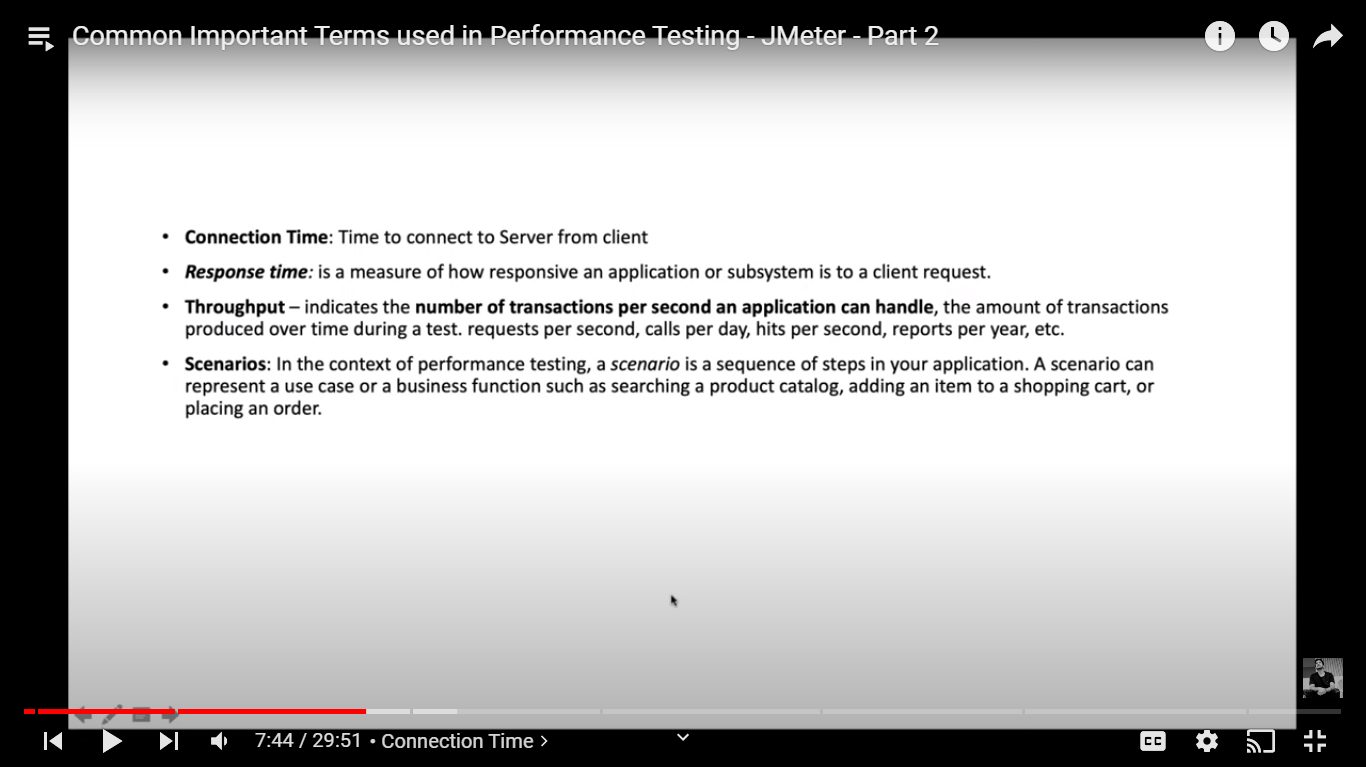 Common Important Terms used in Performance Testing - JMeter - Part 2
• Connection Time: Time to connect to Server from client
• Response time: is a measure of how responsive an application or subsystem is to a client request.
• Throughput – indicates the number of transactions per second an application can handle, the amount of transactions
produced over time during a test. requests per second, calls per day, hits per second, reports per year, etc.
• Scenarios: In the context of performance testing, a scenario is a sequence of steps in your application. A scenario can
represent a use case or a business function such as searching a product catalog, adding an item to a shopping cart, or
placing an order.
7:44 / 29:51 • Connection Time >
CC